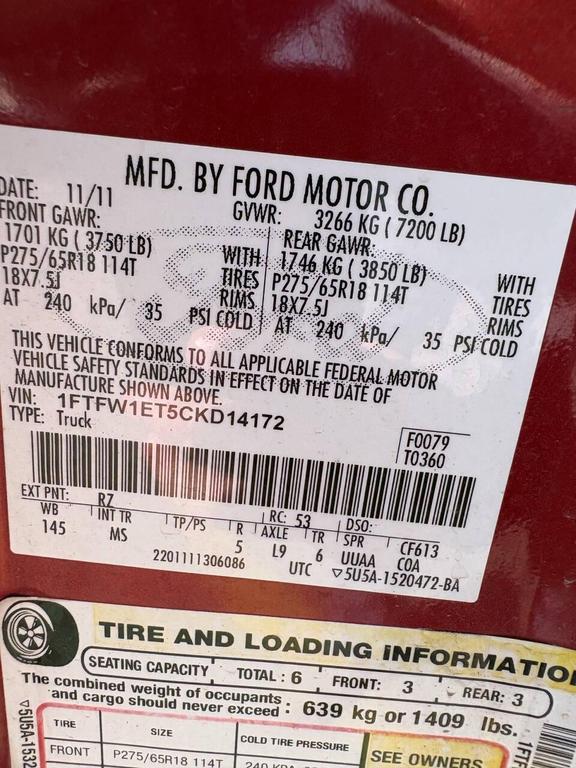 MFD. BY FORD MOTOR CO.
DATE: 11/11 GVWR: 3266 KG ( 7200 LB)
FRONT GAWR: REAR GAWR:
1701 KG ( 3750 LB) WITH 1746 KG ( 3850 LB) WITH
P275/65R18 114T TIRES P275/65R18 114T TIRES
18X7.5J RIMS 18X7.5J RIMS
AT 240 kPa/ 35 PSI COLD AT 240 kPa/ 35 PSI COLD
Ford
THIS VEHICLE CONFORMS TO ALL APPLICABLE FEDERAL MOTOR
VEHICLE SAFETY STANDARDS IN EFFECT ON THE DATE OF
MANUFACTURE SHOWN ABOVE.
VIN: 1FTFW1ET5CKD14172
TYPE: Truck
F0079
T0360
EXT PNT: RZ RC: 53 DSO:
WB INT TR TP/PS R AXLE TR SPR CF613
145 MS 5 L9 6 UUAA COA
2201111306086 UTC ▽5U5A-1520472-BA
TIRE AND LOADING INFORMATIO
SEATING CAPACITY TOTAL : 6 FRONT: 3 REAR: 3
The combined weight of occupants
and cargo should never exceed : 639 kg or 1409 lbs.
TIRE SIZE COLD TIRE PRESSURE SEE OWNERS
FRONT P275/65R18 114T
▽5U5A-1532
1FTF